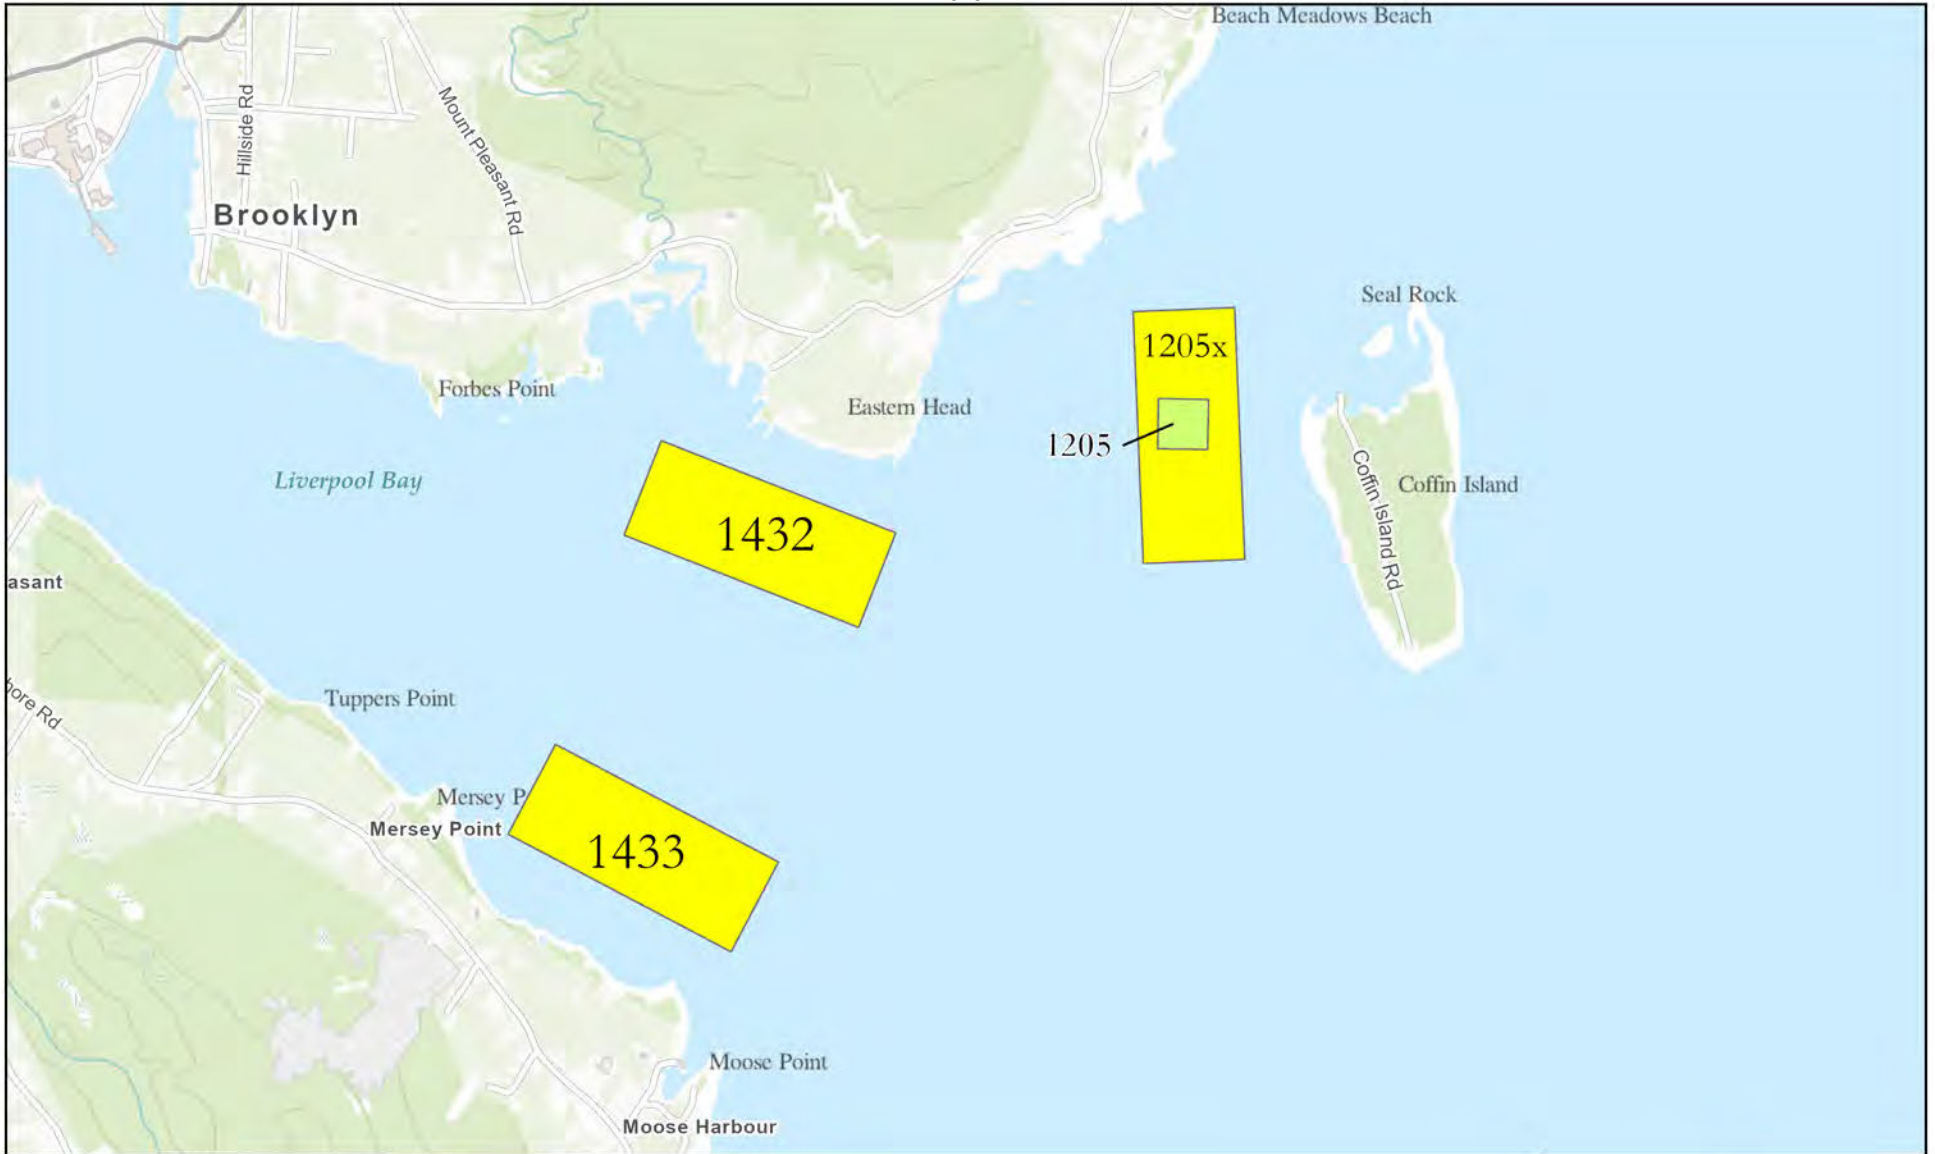 Beach Meadows Beach
Hillside Rd
Mount Pleasant Rd
Brooklyn
Seal Rock
1205x
Forbes Point
Eastern Head
1205
Liverpool Bay
Coffin Island Rd
Coffin Island
1432
asant
hore Rd
Tuppers Point
Mersey P
Mersey Point
1433
Moose Point
Moose Harbour